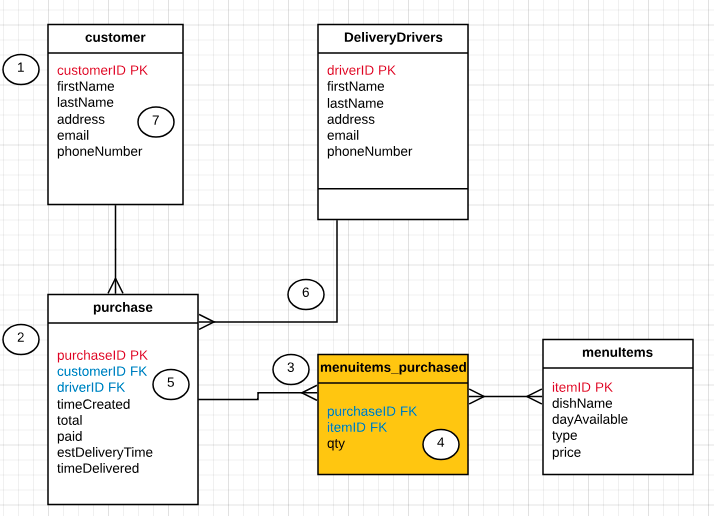 customer
customerID PK
firstName
lastName
address
email
phoneNumber
1
7
DeliveryDrivers
driverID PK
firstName
lastName
address
email
phoneNumber
6
purchase
purchaseID PK
customerID FK
driverID FK
timeCreated
total
paid
estDeliveryTime
timeDelivered
2
5
3
menuitems_purchased
purchaseID FK
itemID FK
qty
4
menuItems
itemID PK
dishName
dayAvailable
type
price